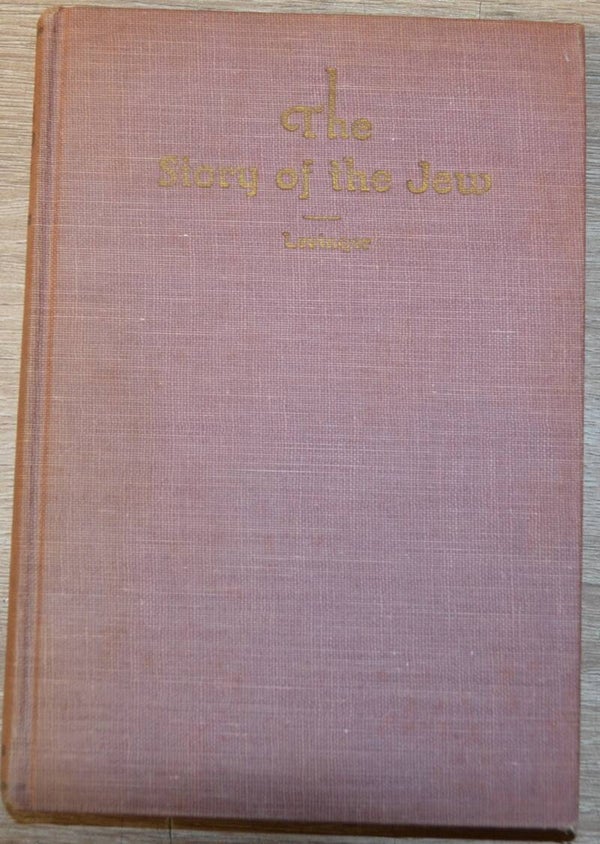 The
Story of the Jew
Levinger